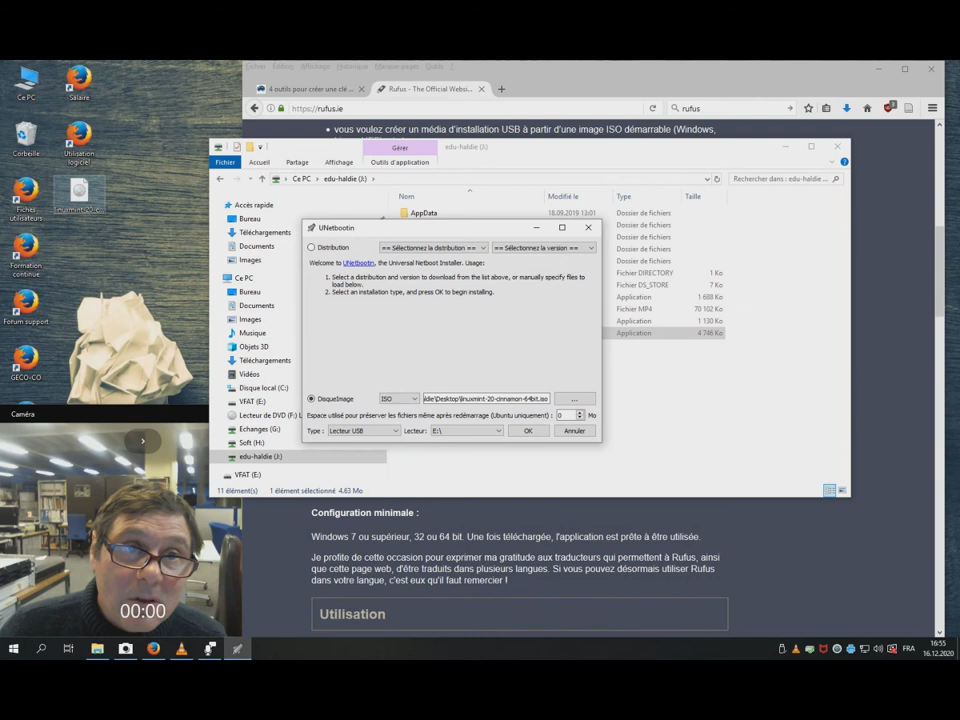 Fichier Édition Affichage Historique Marque-pages Outils ?
4 outils pour créer une clé ...
Rufus - The Official Websi...
https://rufus.ie
rufus
vous voulez créer un média d'installation USB à partir d'une image ISO démarrable (Windows,
Ce PC
Salaire
Corbeille
Utilisation logiciel
Fiches utilisateurs
linuxmint-20-c...
Formation continue
Forum support
GECO-CO
Gérer
edu-haldie (J:)
Fichier
Accueil
Partage
Affichage
Outils d'application
Ce PC > edu-haldie (J:) >
Rechercher dans : edu-haldie ...
Nom
Modifié le
Type
Taille
AppData
18.09.2019 13:01
Dossier de fichiers
Dossier de fichiers
Dossier de fichiers
Dossier de fichiers
Dossier de fichiers
Fichier DIRECTORY
1 Ko
Fichier DS_STORE
7 Ko
Application
1 688 Ko
Fichier MP4
70 102 Ko
Application
1 130 Ko
Application
4 746 Ko
Accès rapide
Bureau
Téléchargements
Documents
Images
Ce PC
Bureau
Documents
Images
Musique
Objets 3D
Téléchargements
Vidéos
Disque local (C:)
VFAT (E:)
Lecteur de DVD (F:) 
Echanges (G:)
Soft (H:)
edu-haldie (J:)
VFAT (E:)
11 élément(s)
1 élément sélectionné 4.63 Mo
UNetbootin
Distribution
== Sélectionnez la distribution ==
== Sélectionnez la version ==
Welcome to UNetbootin, the Universal Netboot Installer. Usage:
1. Select a distribution and version to download from the list above, or manually specify files to
load below.
2. Select an installation type, and press OK to begin installing.
DisqueImage
ISO
ldie\Desktop\linuxmint-20-cinnamon-64bit.iso
...
Espace utilisé pour préserver les fichiers même après redémarrage (Ubuntu uniquement) :
0
Mo
Type :
Lecteur USB
Lecteur:
E:\
OK
Annuler
Configuration minimale :
Windows 7 ou supérieur, 32 ou 64 bit. Une fois téléchargée, l'application est prête à être utilisée.
Je profite de cette occasion pour exprimer ma gratitude aux traducteurs qui permettent à Rufus, ainsi
que cette page web, d'être traduits dans plusieurs langues. Si vous pouvez désormais utiliser Rufus
dans votre langue, c'est eux qu'il faut remercier !
Utilisation
Caméra
00:00
FRA
16:55
16.12.2020